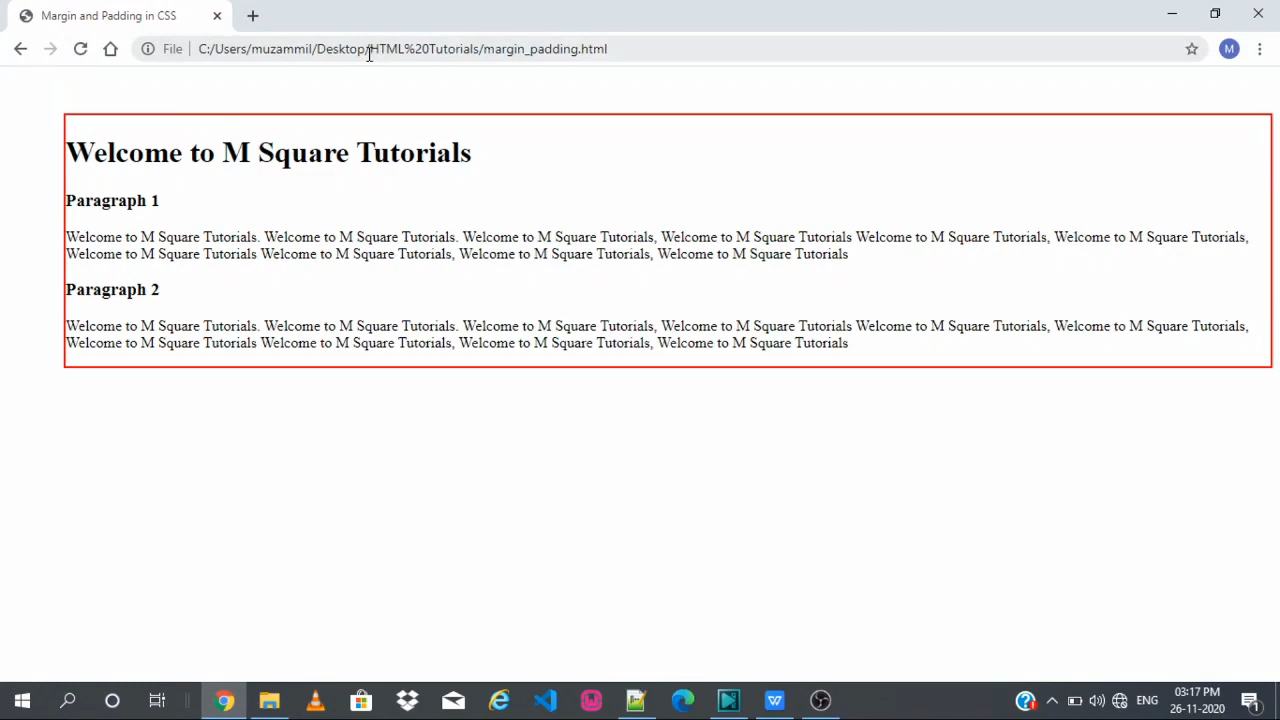 Margin and Padding in CSS
File
C:/Users/muzammil/Desktop/HTML%20Tutorials/margin_padding.html
M
Welcome to M Square Tutorials
Paragraph 1
Welcome to M Square Tutorials. Welcome to M Square Tutorials. Welcome to M Square Tutorials, Welcome to M Square Tutorials Welcome to M Square Tutorials, Welcome to M Square Tutorials,
Welcome to M Square Tutorials Welcome to M Square Tutorials, Welcome to M Square Tutorials, Welcome to M Square Tutorials
Paragraph 2
Welcome to M Square Tutorials. Welcome to M Square Tutorials. Welcome to M Square Tutorials, Welcome to M Square Tutorials Welcome to M Square Tutorials, Welcome to M Square Tutorials,
Welcome to M Square Tutorials Welcome to M Square Tutorials, Welcome to M Square Tutorials, Welcome to M Square Tutorials
ENG
03:17 PM
26-11-2020
1